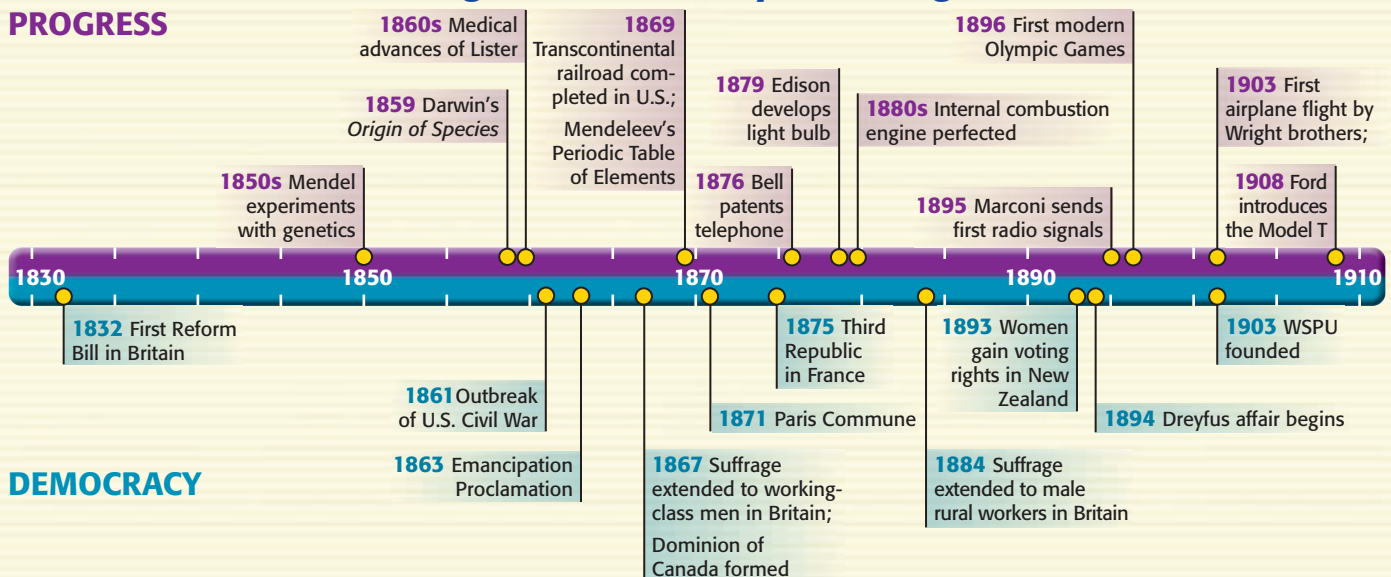 PROGRESS
1860s Medical
advances of Lister
1869
Transcontinental
railroad com-
pleted in U.S.;
Mendeleev's
Periodic Table
of Elements
1896 First modern
Olympic Games
1859 Darwin's
Origin of Species
1879 Edison
develops
light bulb
1880s Internal combustion
engine perfected
1903 First
airplane flight by
Wright brothers;
1850s Mendel
experiments
with genetics
1876 Bell
patents
telephone
1895 Marconi sends
first radio signals
1908 Ford
introduces
the Model T
1830 1850 1870 1890 1910
1832 First Reform
Bill in Britain
1861 Outbreak
of U.S. Civil War
1863 Emancipation
Proclamation
1867 Suffrage
extended to working-
class men in Britain;
Dominion of
Canada formed
1871 Paris Commune
1875 Third
Republic
in France
1884 Suffrage
extended to male
rural workers in Britain
1893 Women
gain voting
rights in New
Zealand
1894 Dreyfus affair begins
1903 WSPU
founded
DEMOCRACY